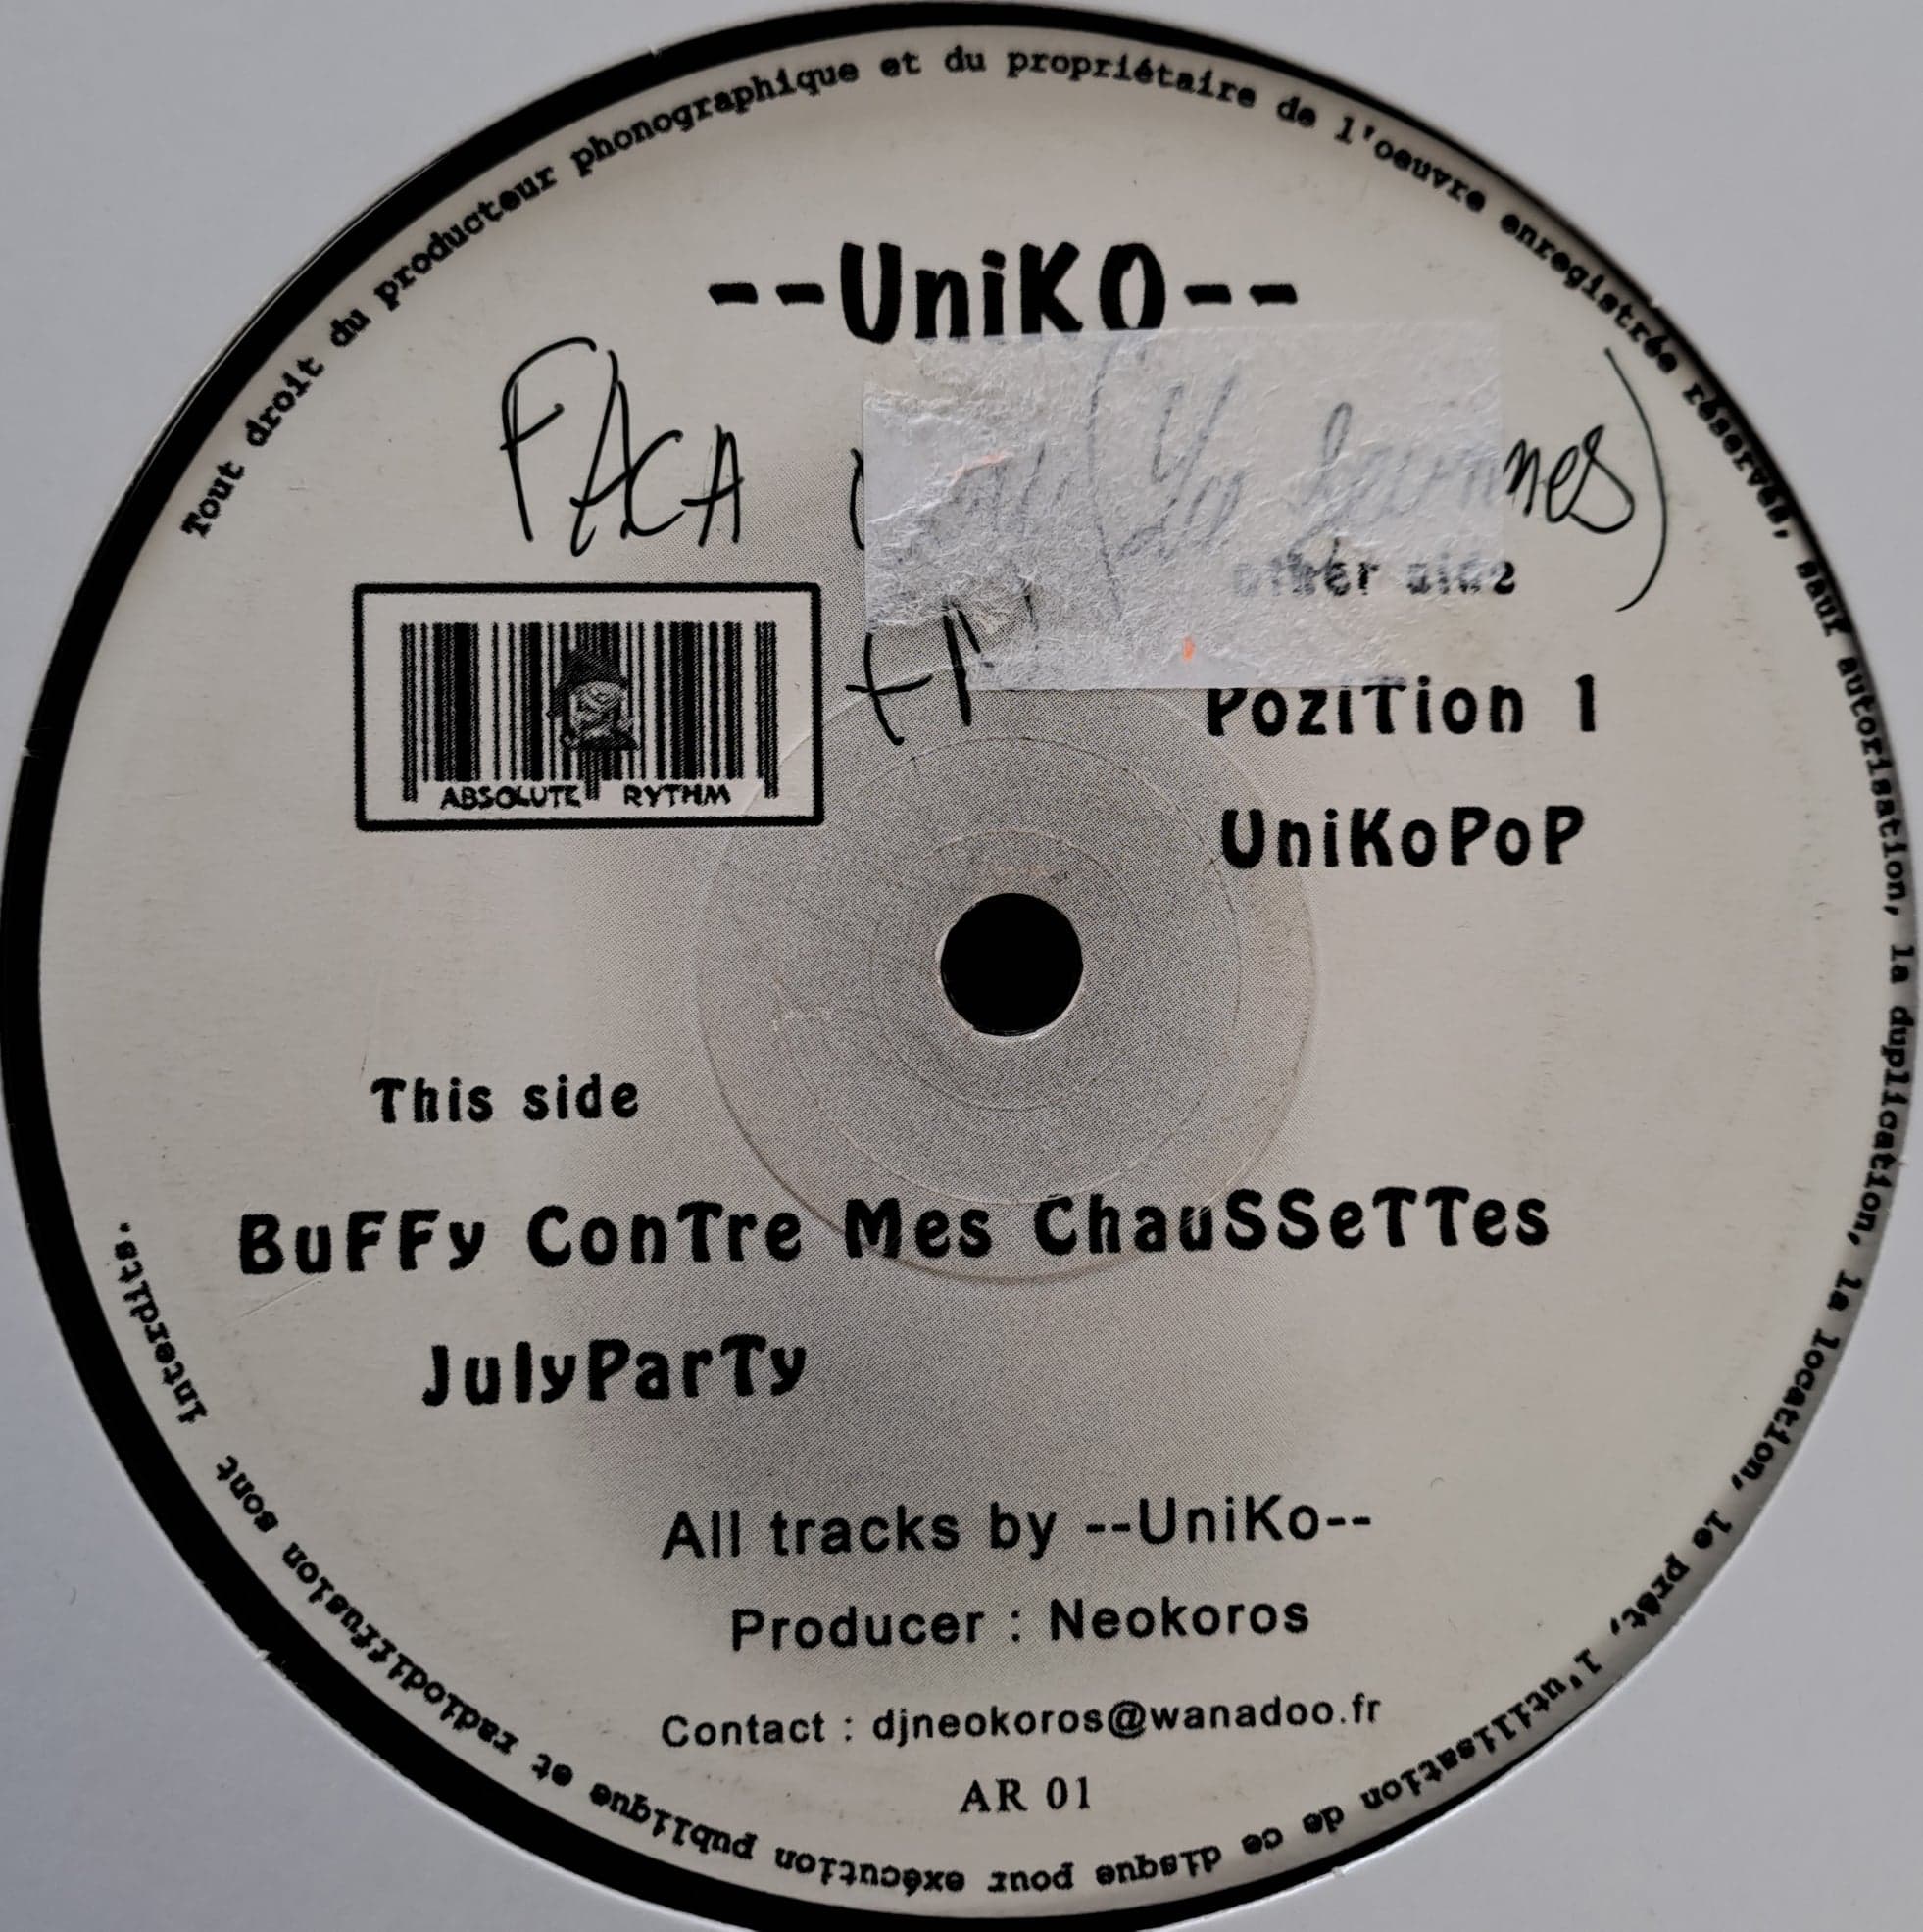 Tout droit du producteur phonographique et du propriétaire de l'oeuvre enregistrée réservés, sauf autorisation, la duplication, la location, le prêt, l'utilisation de ce disque pour exécution publique et radiodiffusion sont interdits.
--UniKO--
FACA
other side
ABSOLUTE RYTHM
PoziTion 1
UniKoPoP
This side
BuFFy ConTre Mes ChauSSeTTes
JulyParTy
All tracks by --UniKo--
Producer : Neokoros
Contact : djneokoros@wanadoo.fr
AR 01